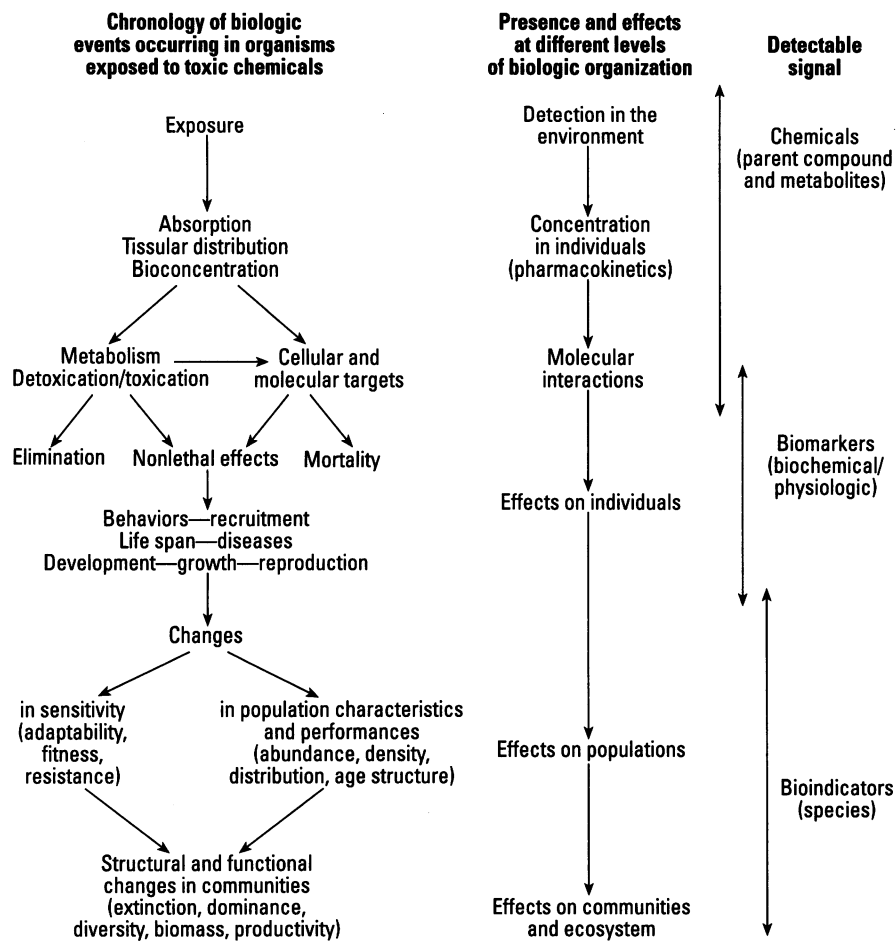 Chronology of biologic
events occurring in organisms
exposed to toxic chemicals
Exposure
Absorption
Tissular distribution
Bioconcentration
Metabolism
Detoxication/toxication
Cellular and
molecular targets
Elimination
Nonlethal effects
Mortality
Behaviors—recruitment
Life span—diseases
Development—growth—reproduction
Changes
in sensitivity
(adaptability,
fitness,
resistance)
in population characteristics
and performances
(abundance, density,
distribution, age structure)
Structural and functional
changes in communities
(extinction, dominance,
diversity, biomass, productivity)
Presence and effects
at different levels
of biologic organization
Detection in the
environment
Concentration
in individuals
(pharmacokinetics)
Molecular
interactions
Effects on individuals
Effects on populations
Effects on communities
and ecosystem
Detectable
signal
Chemicals
(parent compound
and metabolites)
Biomarkers
(biochemical/
physiologic)
Bioindicators
(species)